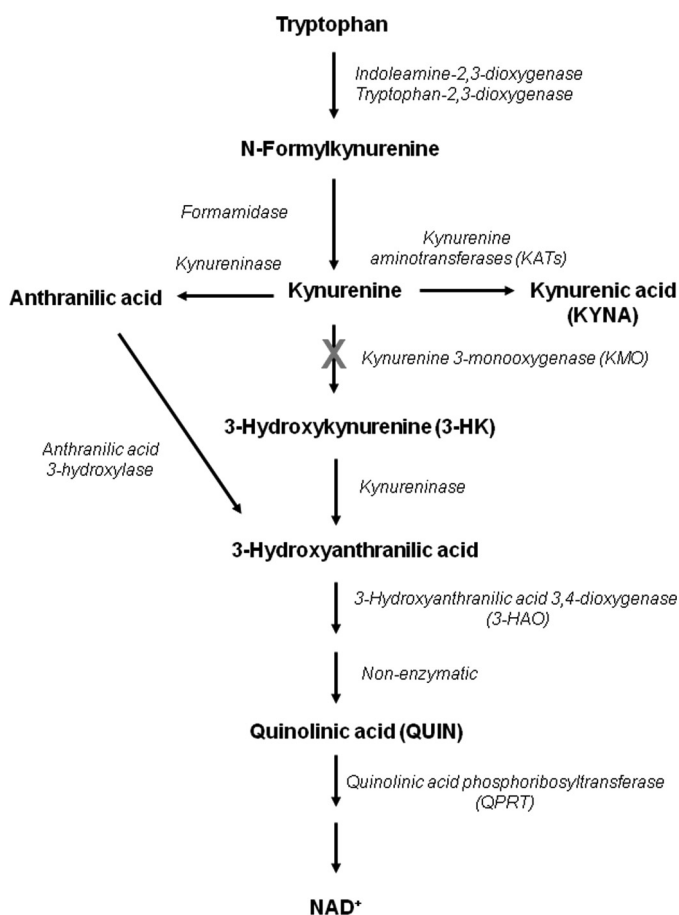 Tryptophan
Indoleamine-2,3-dioxygenase
Tryptophan-2,3-dioxygenase
N-Formylkynurenine
Formamidase
Kynurenine
aminotransferases (KATs)
Kynureninase
Anthranilic acid
Kynurenine
Kynurenic acid
(KYNA)
X
Kynurenine 3-monooxygenase (KMO)
3-Hydroxykynurenine (3-HK)
Anthranilic acid
3-hydroxylase
Kynureninase
3-Hydroxyanthranilic acid
3-Hydroxyanthranilic acid 3,4-dioxygenase
(3-HAO)
Non-enzymatic
Quinolinic acid (QUIN)
Quinolinic acid phosphoribosyltransferase
(QPRT)
NAD⁺